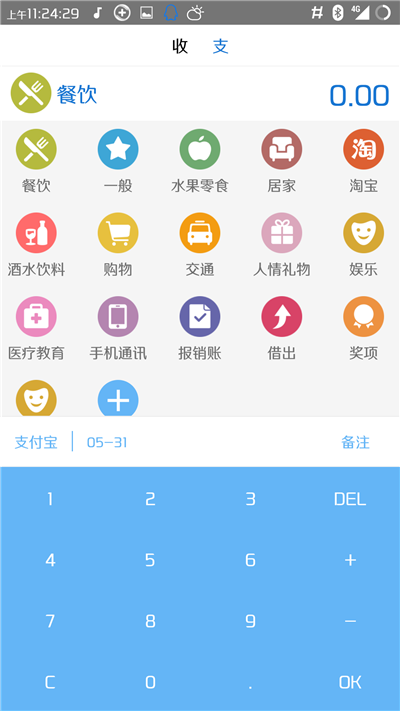 上午11:24:29 4G
收 支
餐饮 0.00
餐饮 一般 水果零食 居家 淘宝
淘
酒水饮料 购物 交通 人情礼物 娱乐
医疗教育 手机通讯 报销账 借出 奖项
支付宝 05-31 备注
1 2 3 DEL
4 5 6 +
7 8 9 -
C 0 . OK